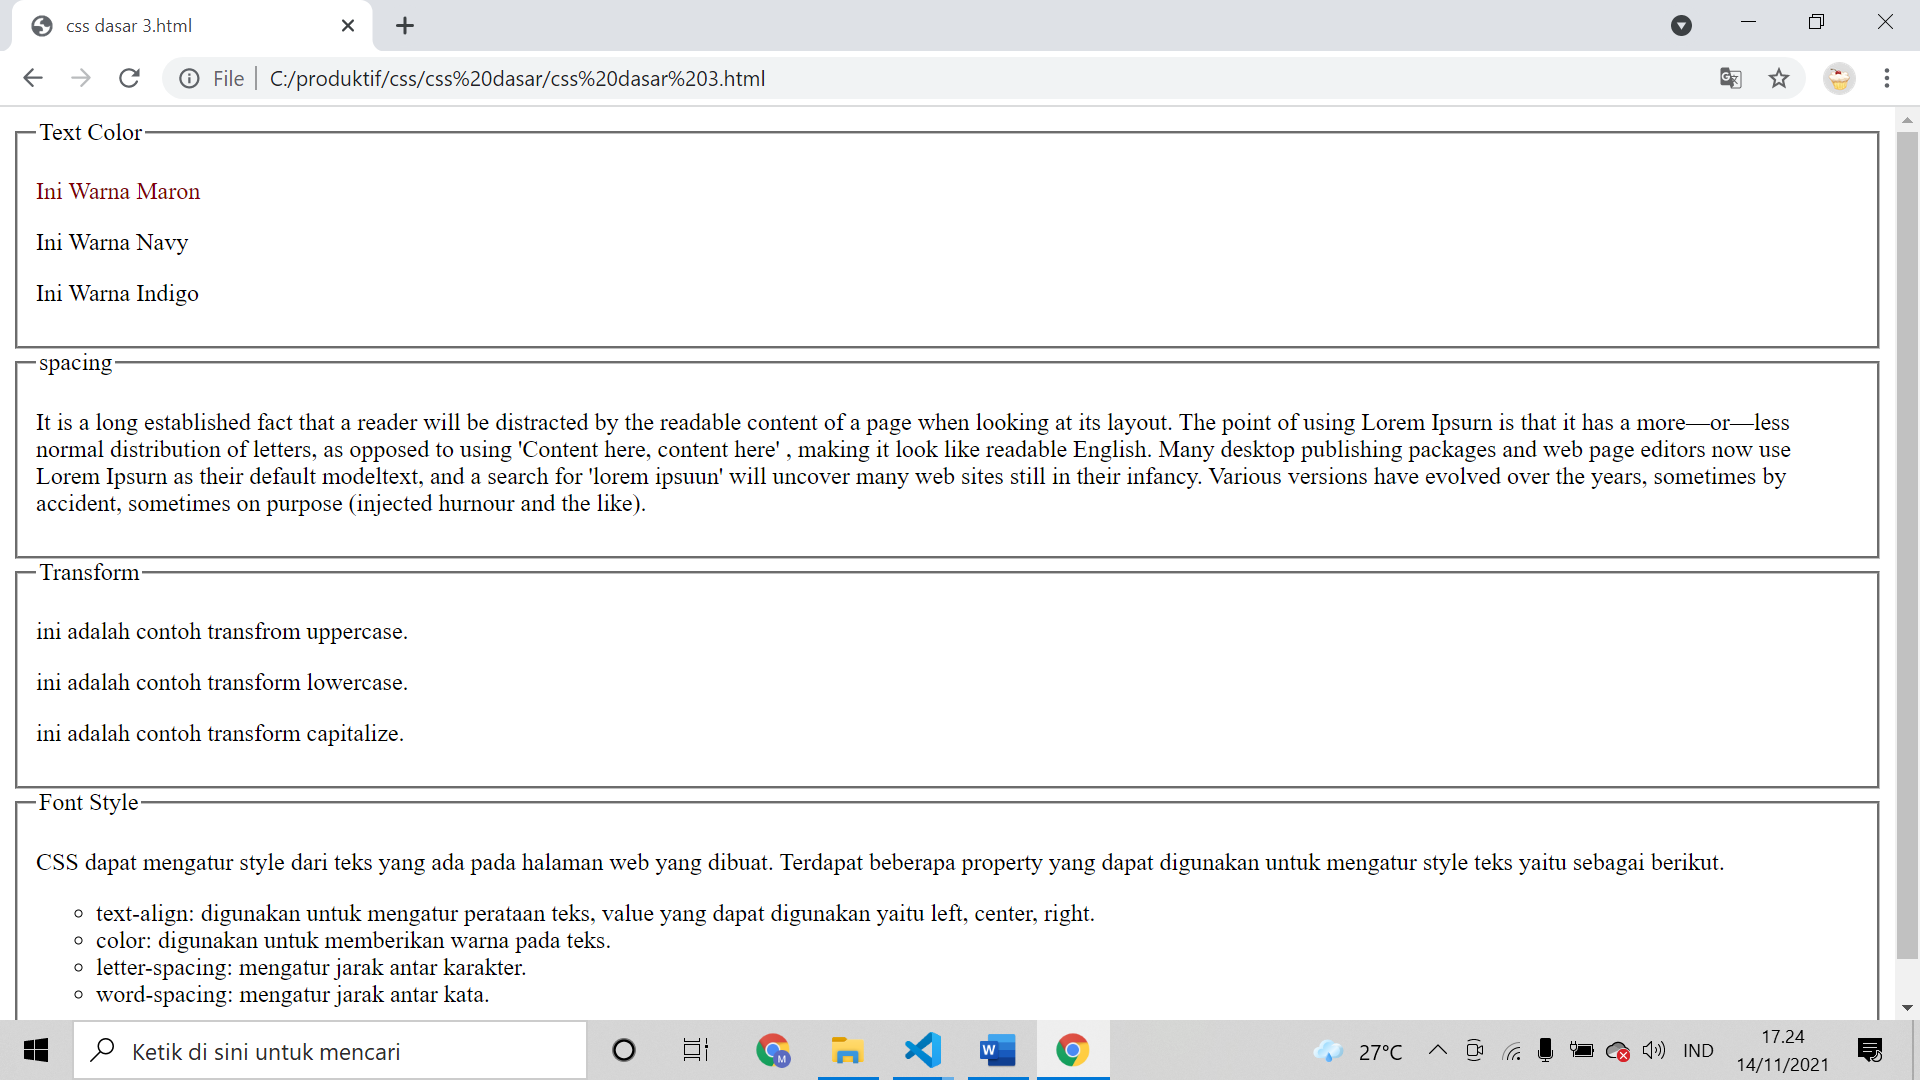 css dasar 3.html
File C:/produktif/css/css%20dasar/css%20dasar%203.html
Text Color
Ini Warna Maron
Ini Warna Navy
Ini Warna Indigo
spacing
It is a long established fact that a reader will be distracted by the readable content of a page when looking at its layout. The point of using Lorem Ipsurn is that it has a more—or—less
normal distribution of letters, as opposed to using 'Content here, content here' , making it look like readable English. Many desktop publishing packages and web page editors now use
Lorem Ipsurn as their default modeltext, and a search for 'lorem ipsuun' will uncover many web sites still in their infancy. Various versions have evolved over the years, sometimes by
accident, sometimes on purpose (injected hurnour and the like).
Transform
ini adalah contoh transfrom uppercase.
ini adalah contoh transform lowercase.
ini adalah contoh transform capitalize.
Font Style
CSS dapat mengatur style dari teks yang ada pada halaman web yang dibuat. Terdapat beberapa property yang dapat digunakan untuk mengatur style teks yaitu sebagai berikut.
text-align: digunakan untuk mengatur perataan teks, value yang dapat digunakan yaitu left, center, right.
color: digunakan untuk memberikan warna pada teks.
letter-spacing: mengatur jarak antar karakter.
word-spacing: mengatur jarak antar kata.
Ketik di sini untuk mencari
M
W
27°C
IND
17.24
14/11/2021